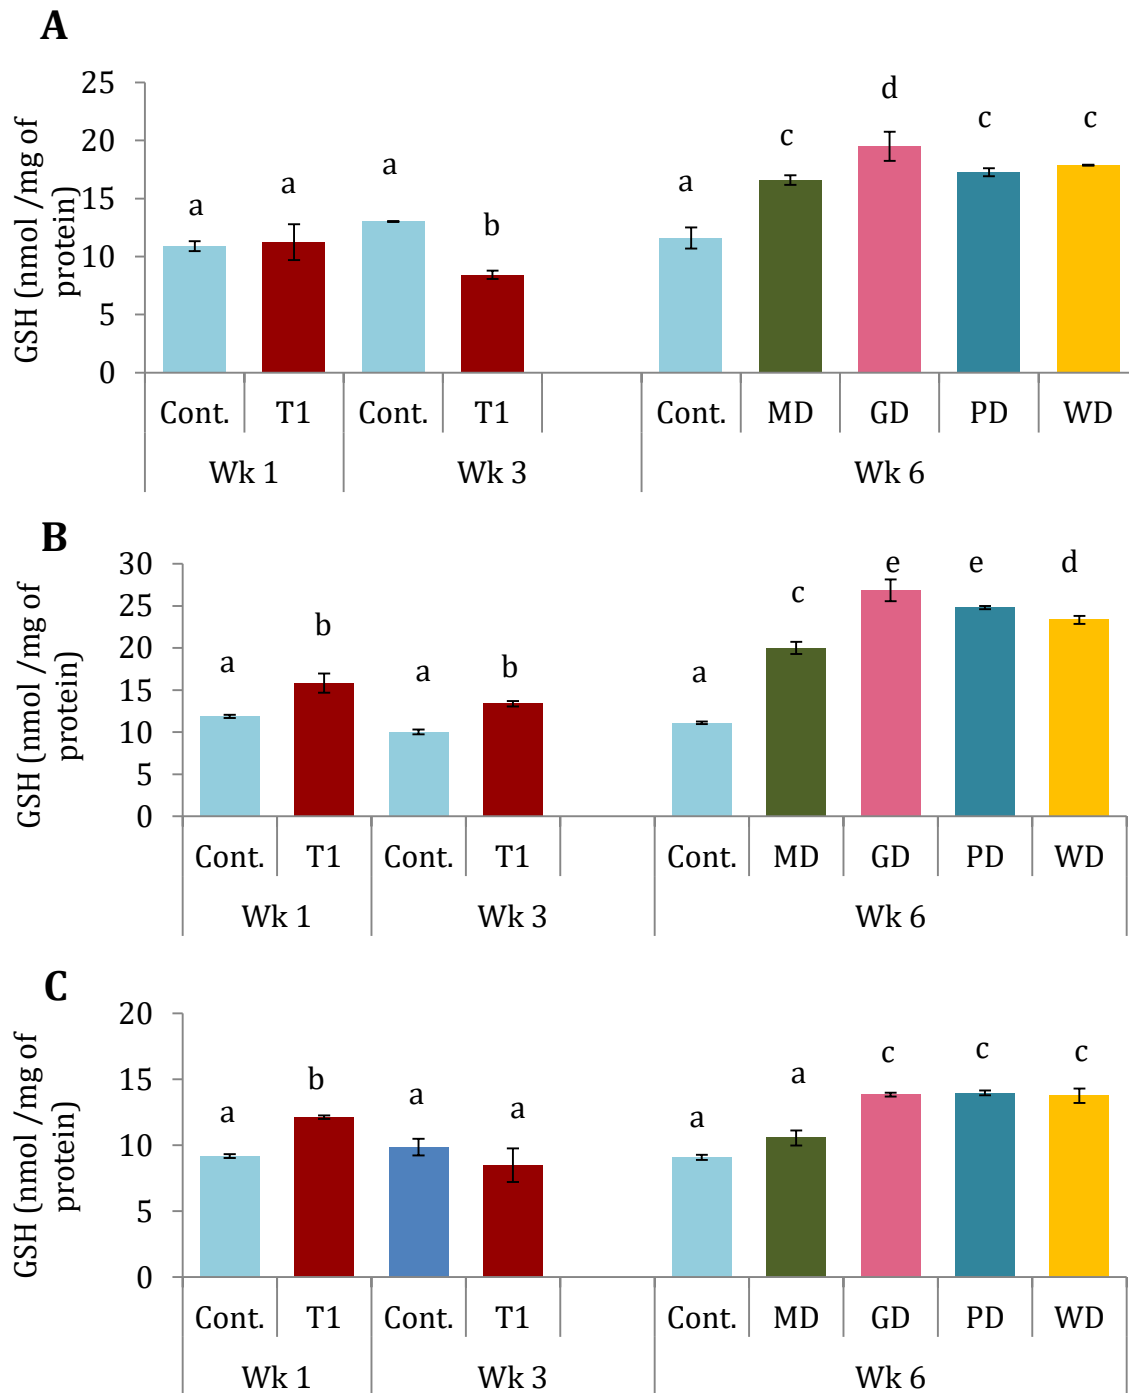 A
GSH (nmol /mg of
protein)
25
20
15
10
5
0
a
a
a
b
a
c
d
c
c
Cont.
T1
Cont.
T1
Cont.
MD
GD
PD
WD
Wk 1
Wk 3
Wk 6
B
GSH (nmol /mg of
protein)
30
25
20
15
10
5
0
a
b
a
b
a
c
e
e
d
Cont.
T1
Cont.
T1
Cont.
MD
GD
PD
WD
Wk 1
Wk 3
Wk 6
C
GSH (nmol /mg of
protein)
20
15
10
5
0
a
b
a
a
a
a
c
c
c
Cont.
T1
Cont.
T1
Cont.
MD
GD
PD
WD
Wk 1
Wk 3
Wk 6